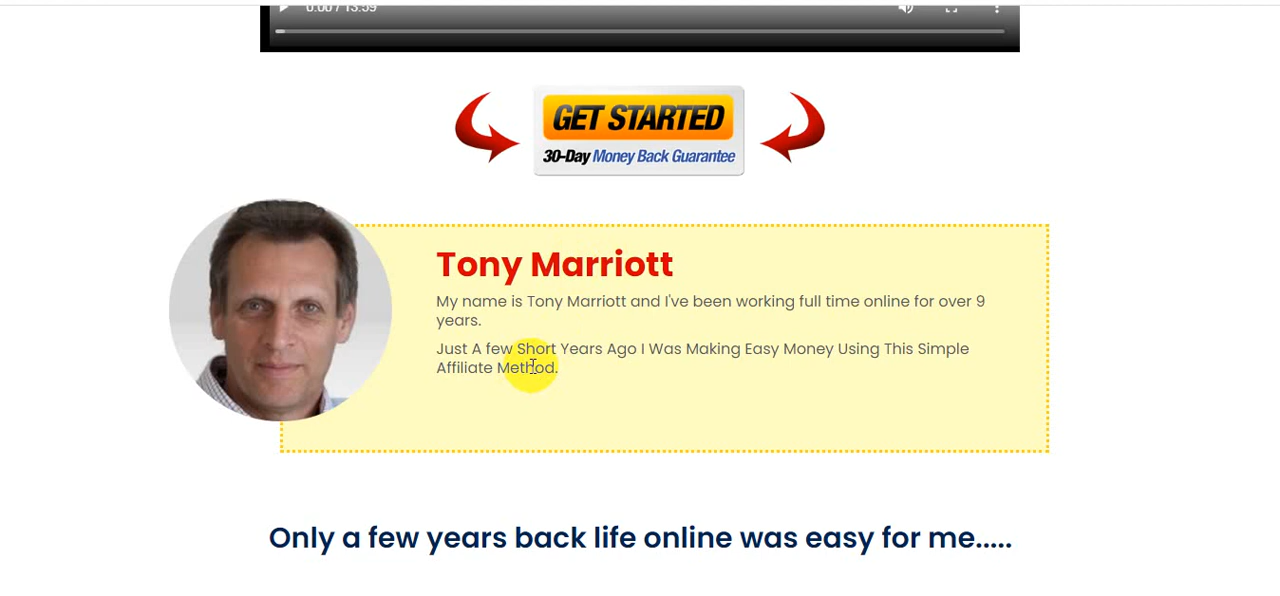 0:00 / 13:59
GET STARTED
30-Day Money Back Guarantee
Tony Marriott
My name is Tony Marriott and I've been working full time online for over 9
years.
Just A few Short Years Ago I Was Making Easy Money Using This Simple
Affiliate Method.
Only a few years back life online was easy for me.....